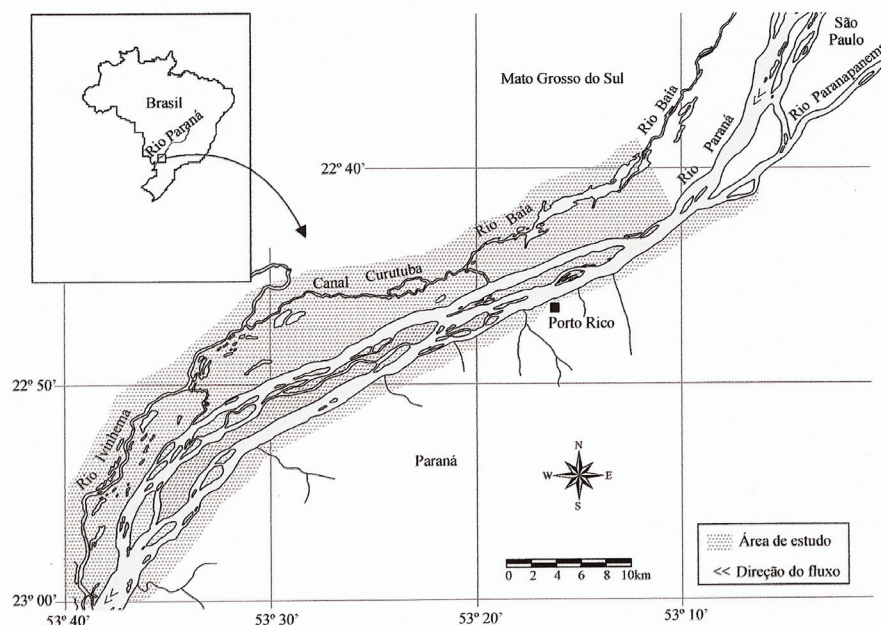 São
Paulo
Mato Grosso do Sul
Brasil
Rio Paraná
Rio Baía
Rio Paraná
Rio Paranapanema
22º 40'
Rio Baía
Canal Curutuba
Porto Rico
22º 50'
Rio Ivinhema
Paraná
N
W E
S
Área de estudo
<< Direção do fluxo
0 2 4 6 8 10km
23º 00'
53º 40' 53º 30' 53º 20' 53º 10'